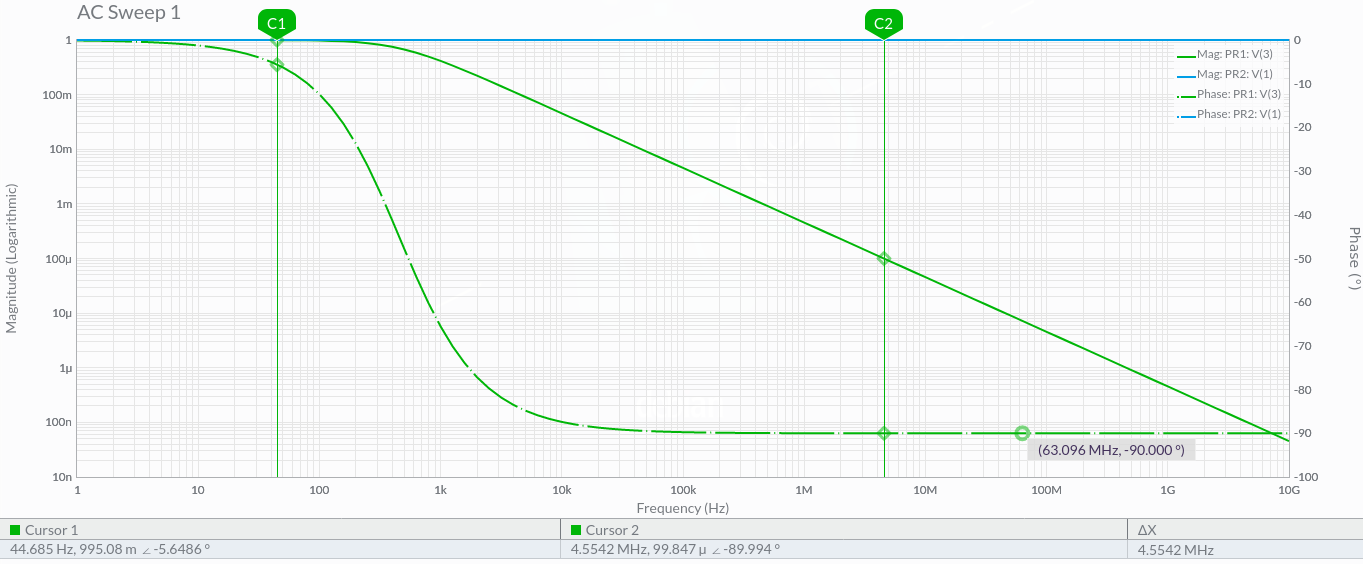 AC Sweep 1
C1
C2
1
100m
10m
1m
100µ
10µ
1µ
100n
10n
Magnitude (Logarithmic)
0
-10
-20
-30
-40
-50
-60
-70
-80
-90
-100
Phase (°)
Mag: PR1: V(3)
Mag: PR2: V(1)
Phase: PR1: V(3)
Phase: PR2: V(1)
(63.096 MHz, -90.000 º)
1 10 100 1k 10k 100k 1M 10M 100M 1G 10G
Frequency (Hz)
Cursor 1 Cursor 2 ΔX
44.685 Hz, 995.08 m ∠ -5.6486 º 4.5542 MHz, 99.847 µ ∠ -89.994 º 4.5542 MHz